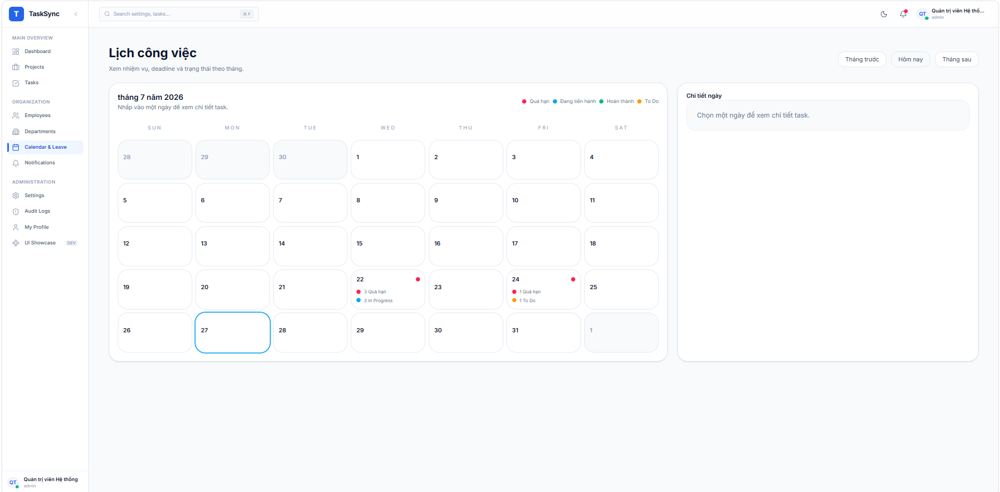 T TaskSync
Search settings, tasks...
⌘ K
QT Quản trị viên Hệ thố...
admin
MAIN OVERVIEW
Dashboard
Projects
Tasks
ORGANIZATION
Employees
Departments
Calendar & Leave
Notifications
ADMINISTRATION
Settings
Audit Logs
My Profile
UI Showcase DEV
QT Quản trị viên Hệ thống
admin
Lịch công việc
Xem nhiệm vụ, deadline và trạng thái theo tháng.
Tháng trước Hôm nay Tháng sau
tháng 7 năm 2026
Nhấp vào một ngày để xem chi tiết task.
Quá hạn Đang tiến hành Hoàn thành To Do
SUN MON TUE WED THU FRI SAT
28 29 30 1 2 3 4
5 6 7 8 9 10 11
12 13 14 15 16 17 18
19 20 21 22 23 24 25
3 Quá hạn 1 Quá hạn
3 In Progress 1 To Do
26 27 28 29 30 31 1
Chi tiết ngày
Chọn một ngày để xem chi tiết task.